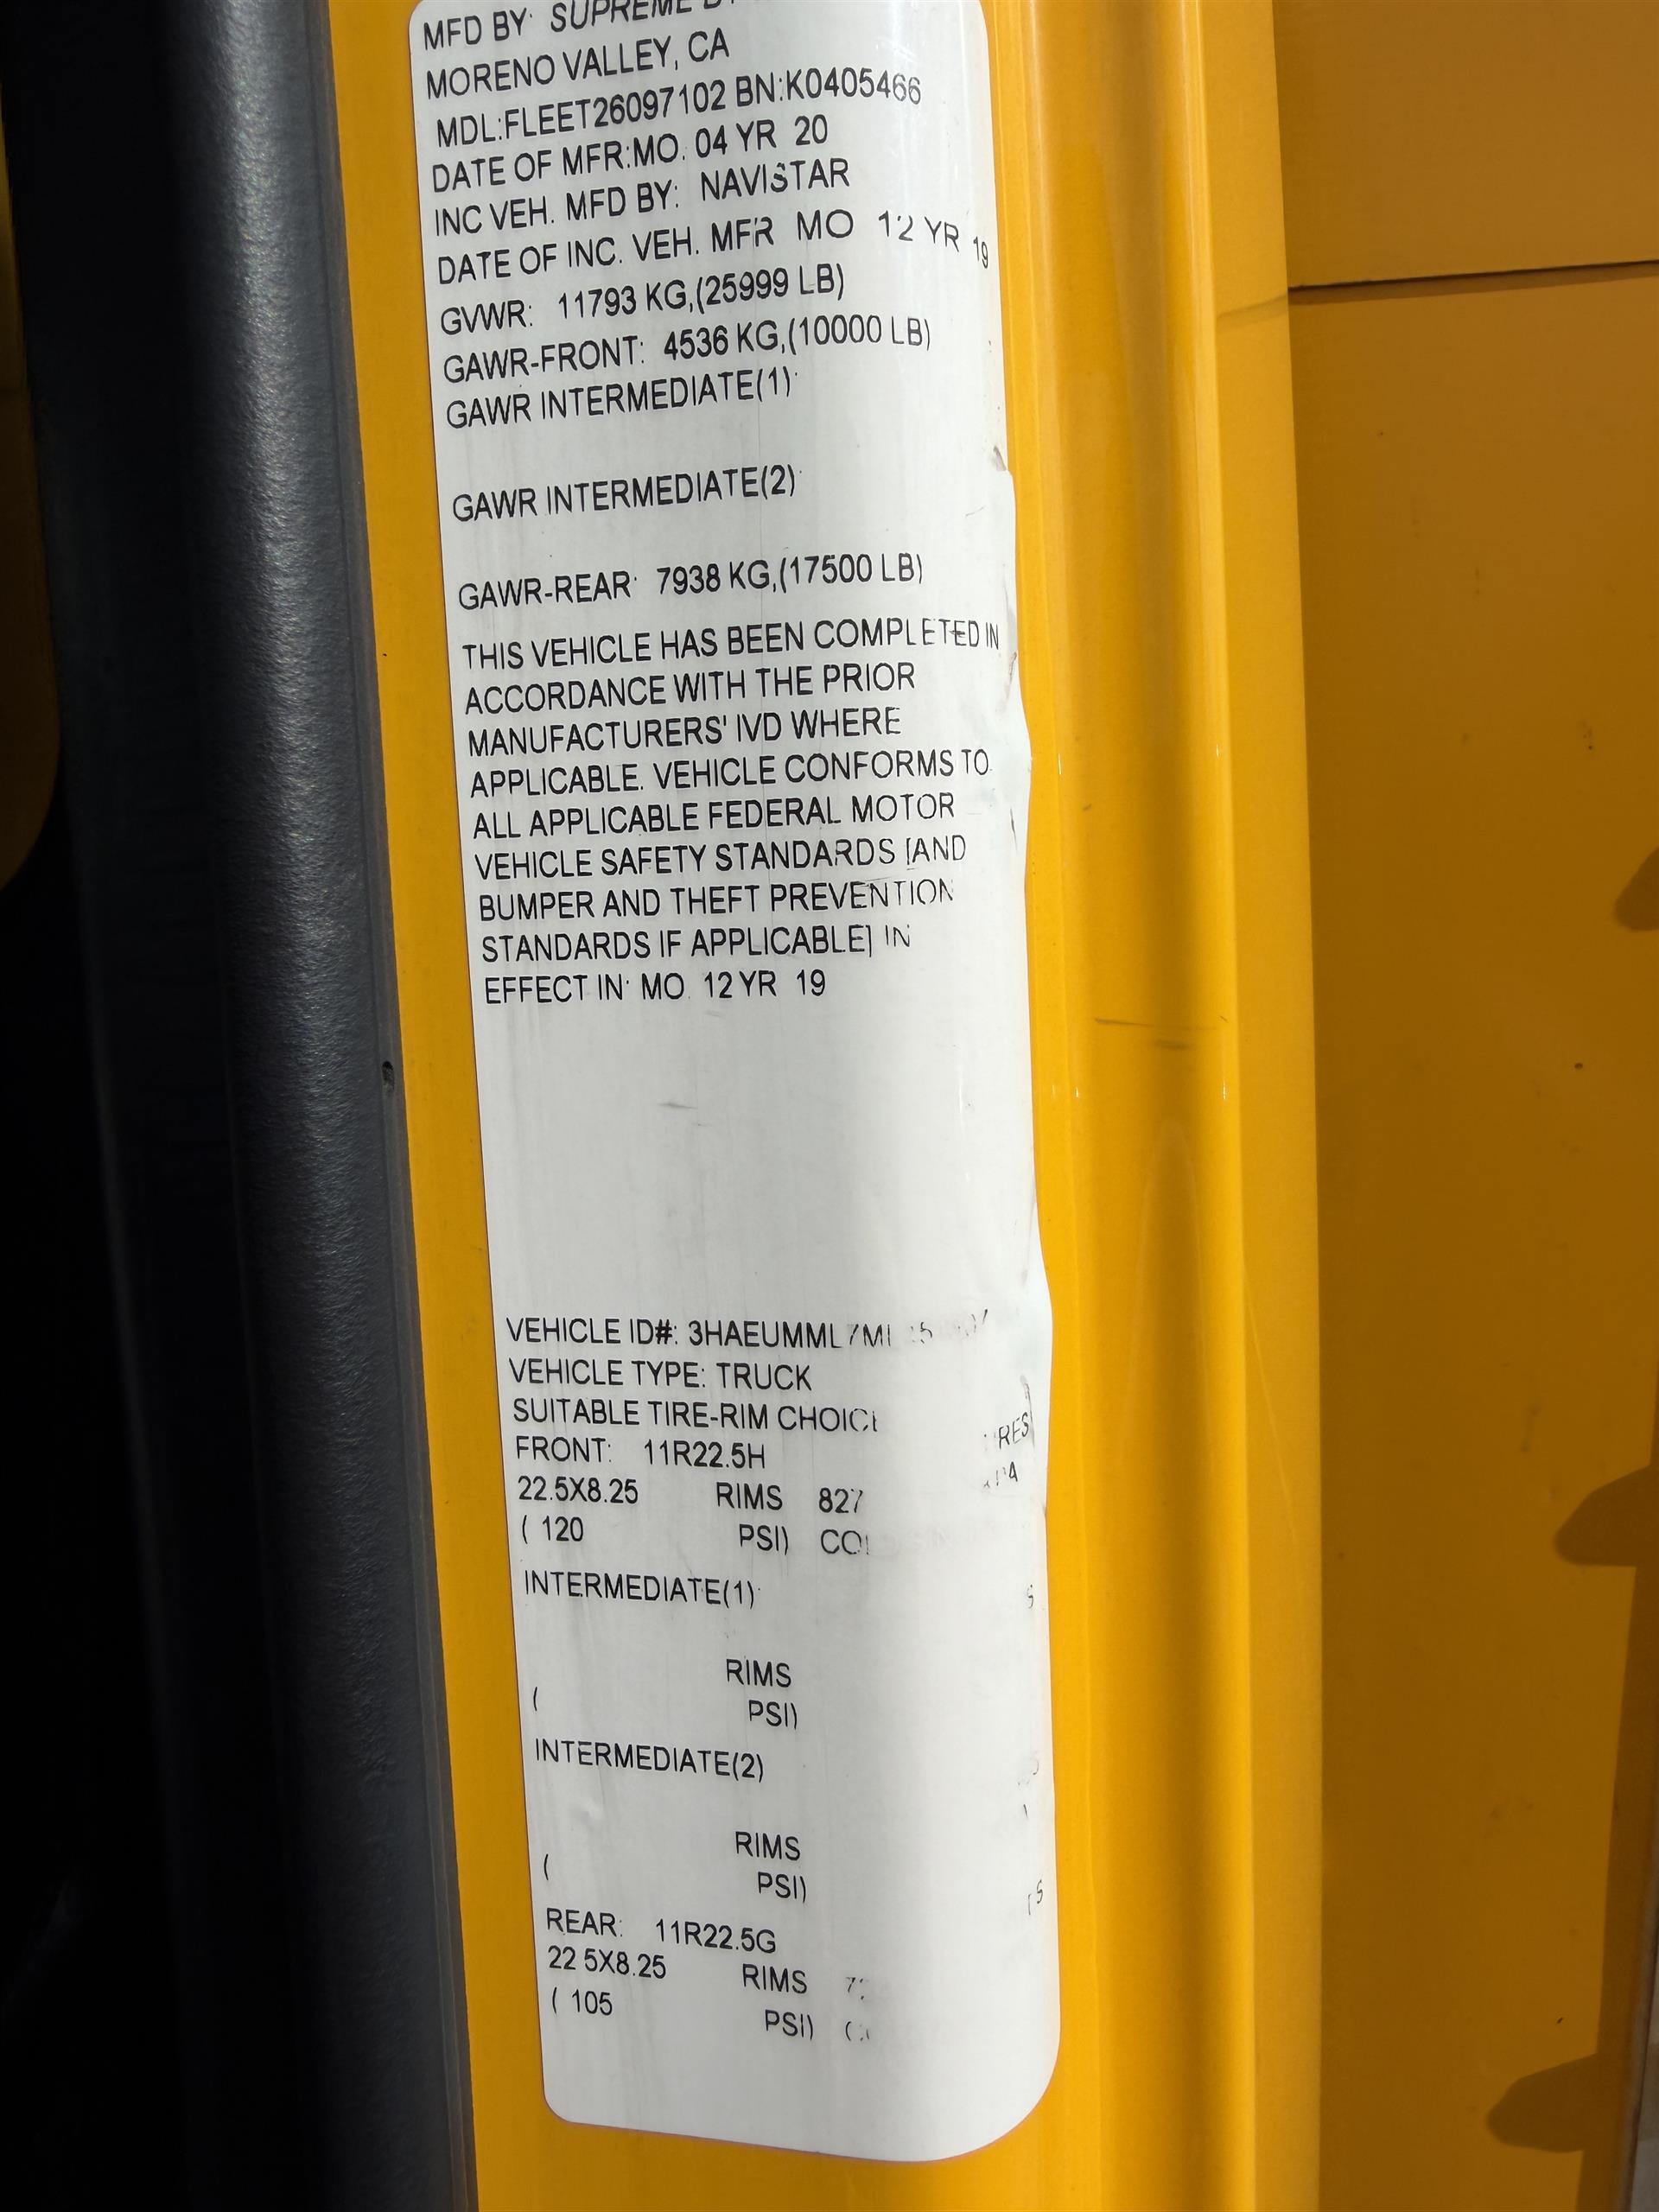 MFD BY: SUPREME
MORENO VALLEY, CA
MDL:FLEET26097102 BN:K0405466
DATE OF MFR:MO. 04 YR 20
INC VEH. MFD BY: NAVISTAR
DATE OF INC. VEH. MFR MO 12 YR 19
GVWR: 11793 KG,(25999 LB)
GAWR-FRONT: 4536 KG,(10000 LB)
GAWR INTERMEDIATE(1):
GAWR INTERMEDIATE(2):
GAWR-REAR: 7938 KG,(17500 LB)
THIS VEHICLE HAS BEEN COMPLETED IN
ACCORDANCE WITH THE PRIOR
MANUFACTURERS' IVD WHERE
APPLICABLE. VEHICLE CONFORMS TO
ALL APPLICABLE FEDERAL MOTOR
VEHICLE SAFETY STANDARDS [AND
BUMPER AND THEFT PREVENTION
STANDARDS IF APPLICABLE] IN
EFFECT IN: MO. 12 YR 19
VEHICLE ID#:
VEHICLE TYPE: TRUCK
SUITABLE TIRE-RIM
FRONT: 11R22.5H
22.5X8.25 RIMS 827
( 120 PSI)
INTERMEDIATE(1):
RIMS
( PSI)
INTERMEDIATE(2)
RIMS
( PSI)
REAR: 11R22.5G
22.5X8.25 RIMS
( 105 PSI)